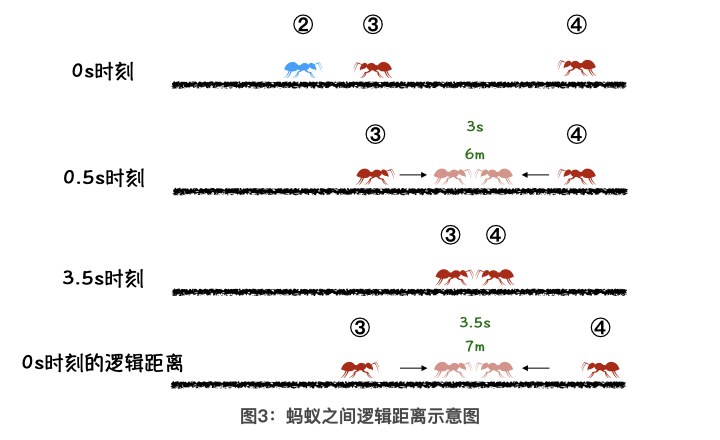 ② ③ ④
0s时刻
③ 3s ④
6m
0.5s时刻
③ ④
3.5s时刻
③ 3.5s ④
7m
0s时刻的逻辑距离
图3：蚂蚁之间逻辑距离示意图